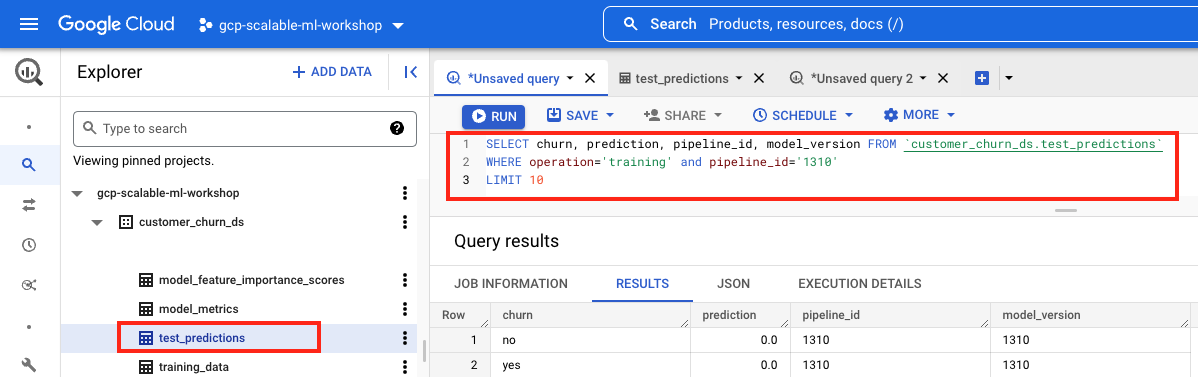 Google Cloud
gcp-scalable-ml-workshop
Search Products, resources, docs (/)
Explorer
+ ADD DATA
*Unsaved query
test_predictions
*Unsaved query 2
Type to search
?
RUN
SAVE
SHARE
SCHEDULE
MORE
Viewing pinned projects.
gcp-scalable-ml-workshop
customer_churn_ds
model_feature_importance_scores
model_metrics
test_predictions
training_data
1 SELECT churn, prediction, pipeline_id, model_version FROM `customer_churn_ds.test_predictions`
2 WHERE operation='training' and pipeline_id='1310'
3 LIMIT 10
Query results
JOB INFORMATION RESULTS JSON EXECUTION DETAILS
Row churn prediction pipeline_id model_version
1 no 0.0 1310 1310
2 yes 0.0 1310 1310